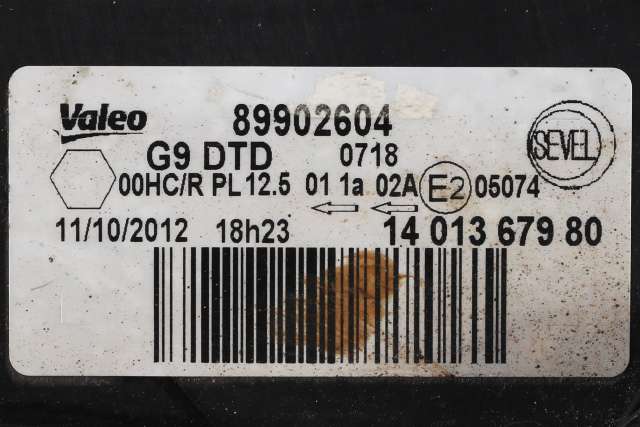 Valeo 89902604
G9 DTD 0718 SEVEL
00HC/R PL 12.5 01 1a 02A E2 05074
11/10/2012 18h23 14 013 679 80